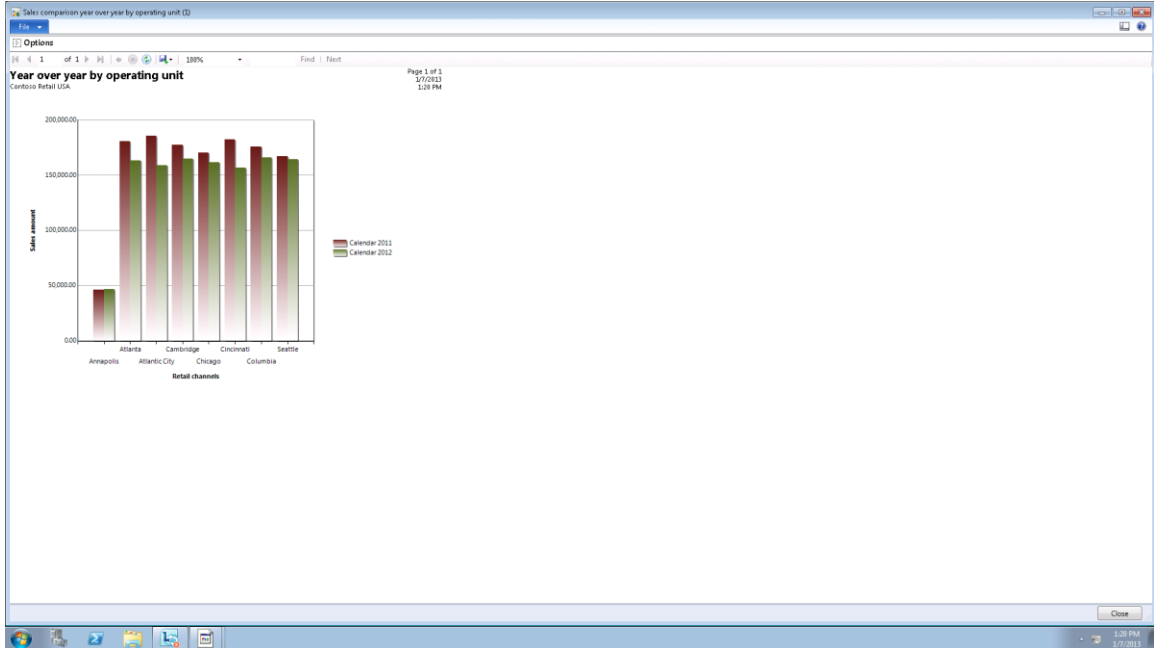 Sales comparison year over year by operating unit (1)
File
Options
1 of 1 100% Find | Next
Year over year by operating unit
Contoso Retail USA
Page 1 of 1
1/7/2013
1:20 PM
200,000.00
150,000.00
100,000.00
50,000.00
0.00
Sales amount
Calendar 2011
Calendar 2012
Atlanta Cambridge Cincinnati Seattle
Annapolis Atlantic City Chicago Columbia
Retail channels
Close
1:20 PM
1/7/2013